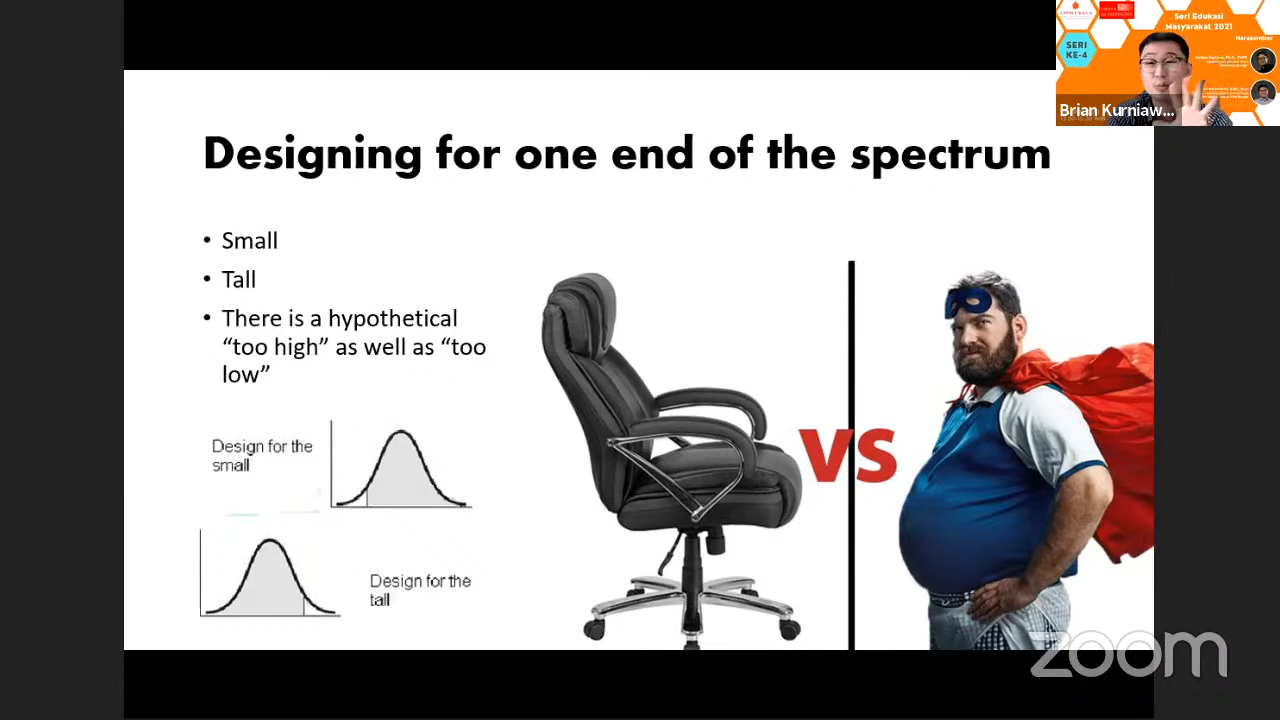 Designing for one end of the spectrum
• Small
• Tall
• There is a hypothetical
“too high” as well as “too
low”
Design for the
small
Design for the
tall
VS
Seri Edukasi
Masyarakat 2021
Narasumber
SERI
KE-4
Brian Kurniaw...
zoom